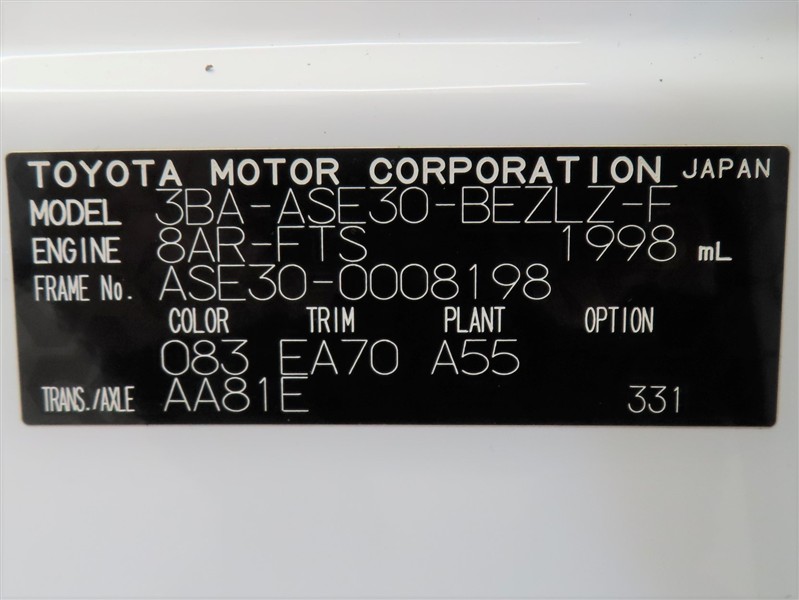 TOYOTA MOTOR CORPORATION JAPAN
MODEL 3BA-ASE30-BEZLZ-F
ENGINE 8AR-FTS 1998 mL
FRAME No. ASE30-0008198
COLOR TRIM PLANT OPTION
083 EA70 A55
TRANS./AXLE AA81E 331